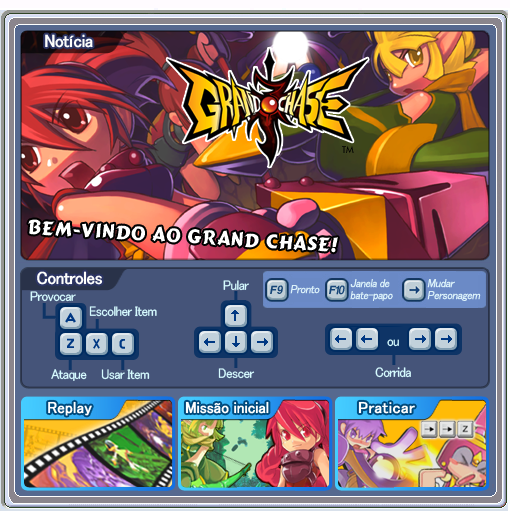 Notícia
GRAND CHASE
TM
BEM-VINDO AO GRAND CHASE!
Controles
Provocar
A
Escolher Item
Z X C
Ataque
Usar Item
Pular
↑
← ↓ →
Descer
F9 Pronto
F10 Janela de
bate-papo
→ Mudar
Personagem
← ← ou → →
Corrida
Replay
Missão inicial
Praticar
→ → Z